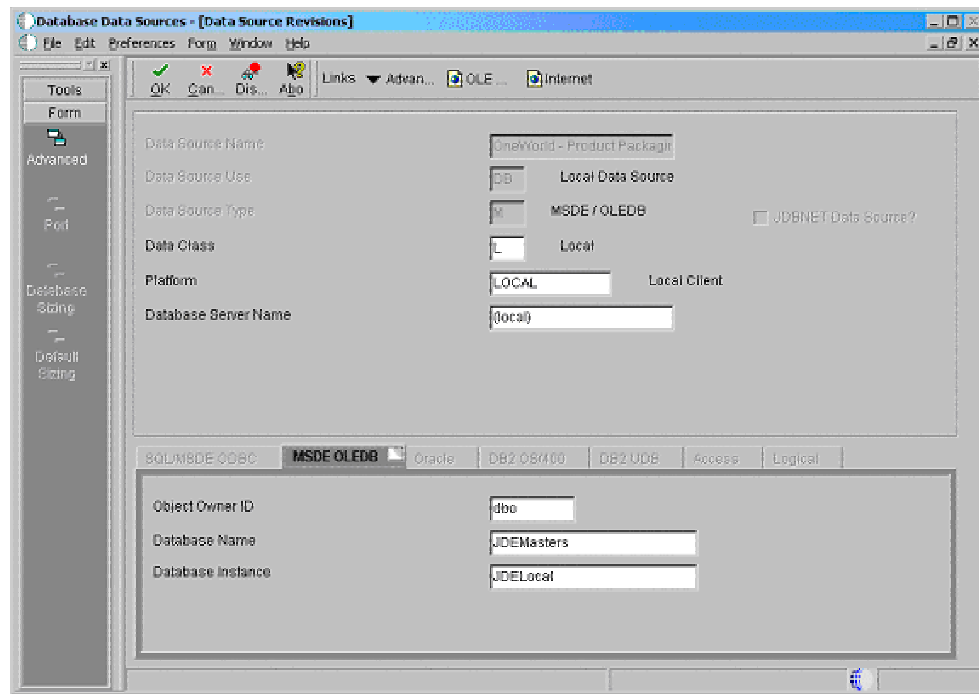 Database Data Sources - [Data Source Revisions]
File Edit Preferences Form Window Help
Tools
Form
Advanced
Port
Database Sizing
Default Sizing
OK Can... Dis... Abo Links Advan... OLE ... Internet
Data Source Name OneWorld - Product Packagin
Data Source Use DB Local Data Source
Data Source Type M MSDE / OLEDB JDBNET Data Source?
Data Class L Local
Platform LOCAL Local Client
Database Server Name (local)
SQL/MSDE ODBC MSDE OLEDB Oracle DB2 OS/400 DB2 UDB Access Logical
Object Owner ID dbo
Database Name JDEMasters
Database Instance JDELocal